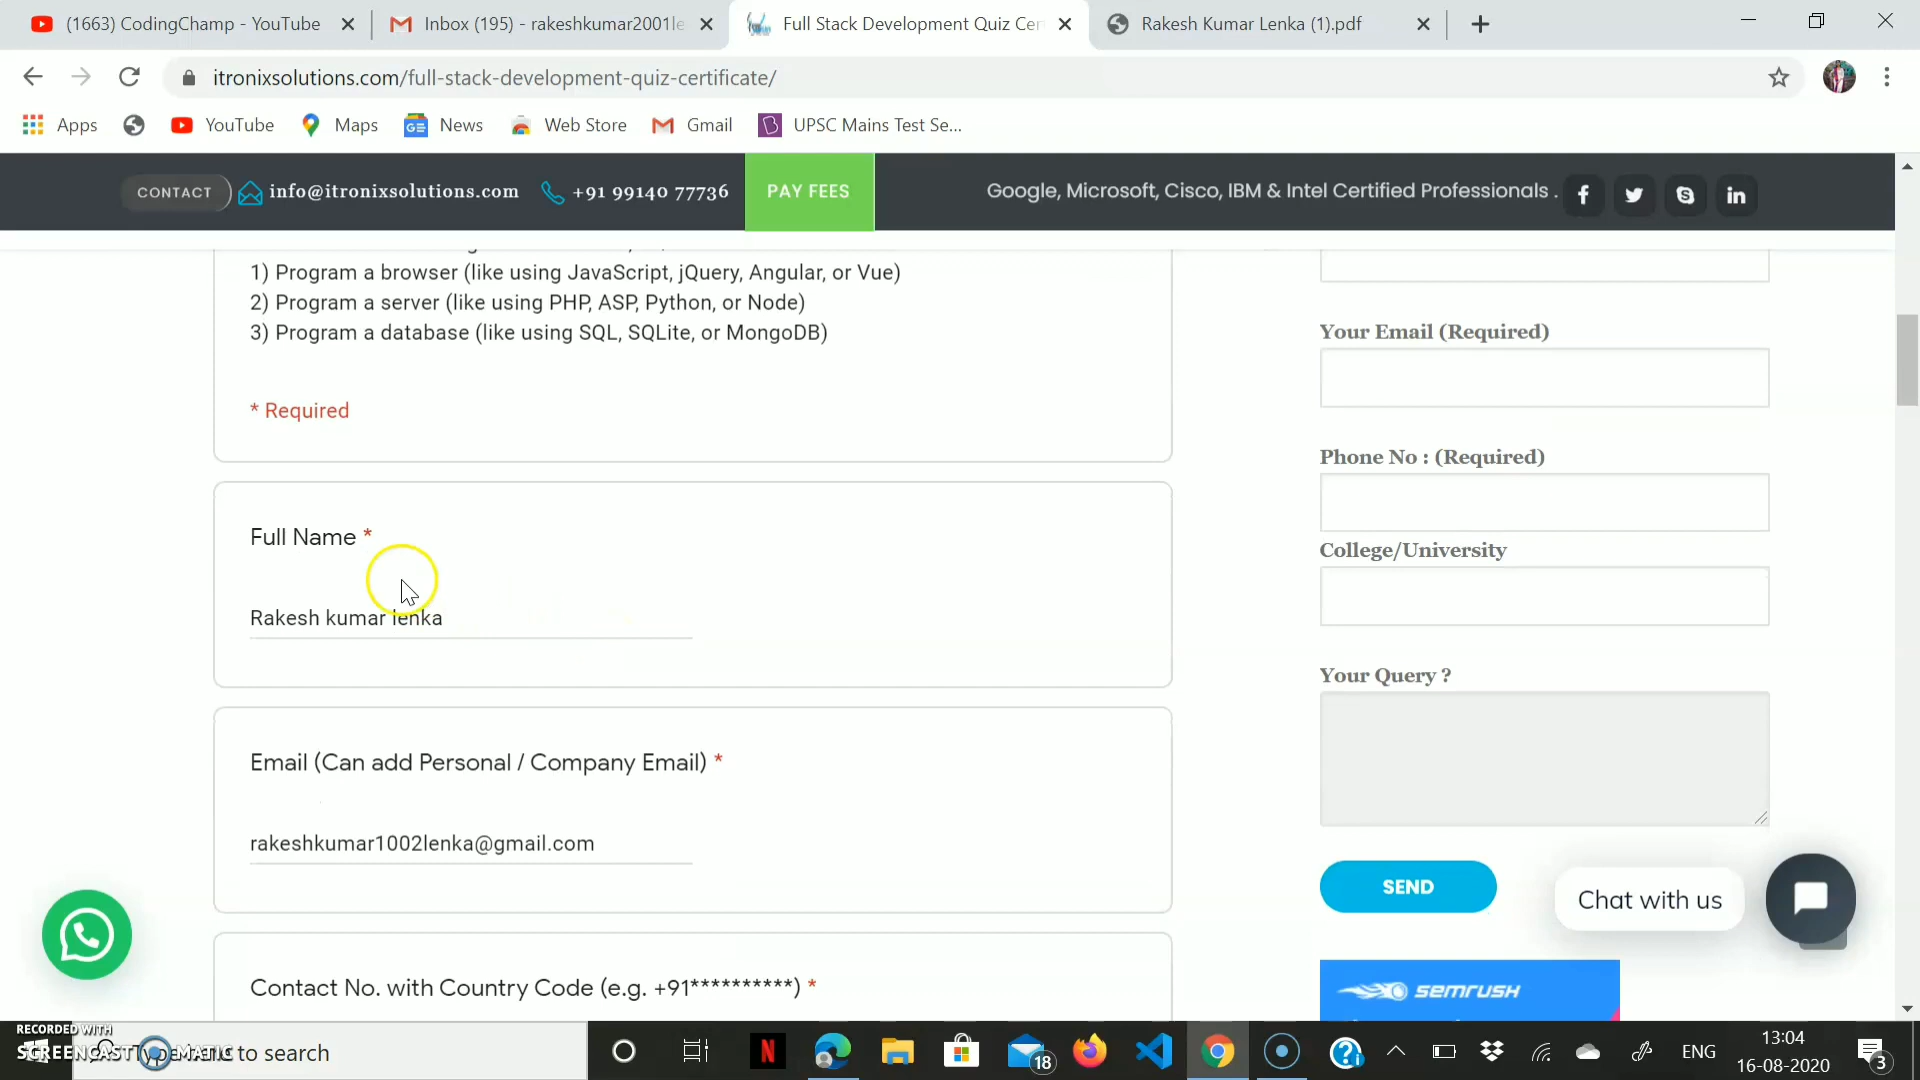 (1663) CodingChamp - YouTube
Inbox (195) - rakeshkumar2001le
Full Stack Development Quiz Cer
Rakesh Kumar Lenka (1).pdf
itronixsolutions.com/full-stack-development-quiz-certificate/
Apps
YouTube
Maps
News
Web Store
Gmail
UPSC Mains Test Se...
CONTACT
info@itronixsolutions.com
+91 99140 77736
PAY FEES
Google, Microsoft, Cisco, IBM & Intel Certified Professionals .
1) Program a browser (like using JavaScript, jQuery, Angular, or Vue)
2) Program a server (like using PHP, ASP, Python, or Node)
3) Program a database (like using SQL, SQLite, or MongoDB)
* Required
Full Name *
Rakesh kumar lenka
Email (Can add Personal / Company Email) *
rakeshkumar1002lenka@gmail.com
Contact No. with Country Code (e.g. +91**********) *
Your Email (Required)
Phone No : (Required)
College/University
Your Query ?
SEND
Chat with us
SEMRUSH
RECORDED WITH
SCREENCAST MATIC
to search
18
ENG
13:04
16-08-2020
3